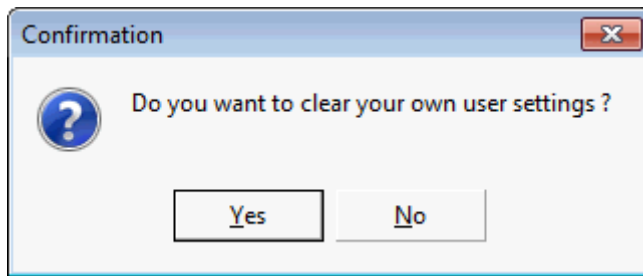 Confirmation
Do you want to clear your own user settings ?
Yes
No